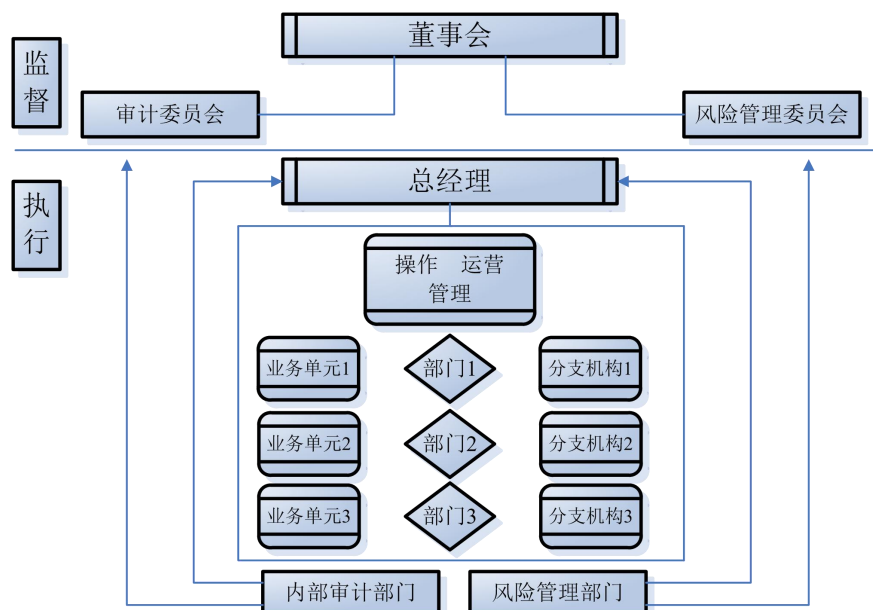 董事会
监
督
审计委员会
风险管理委员会
总经理
执
行
操作　运营
管理
业务单元1
部门1
分支机构1
业务单元2
部门2
分支机构2
业务单元3
部门3
分支机构3
内部审计部门
风险管理部门